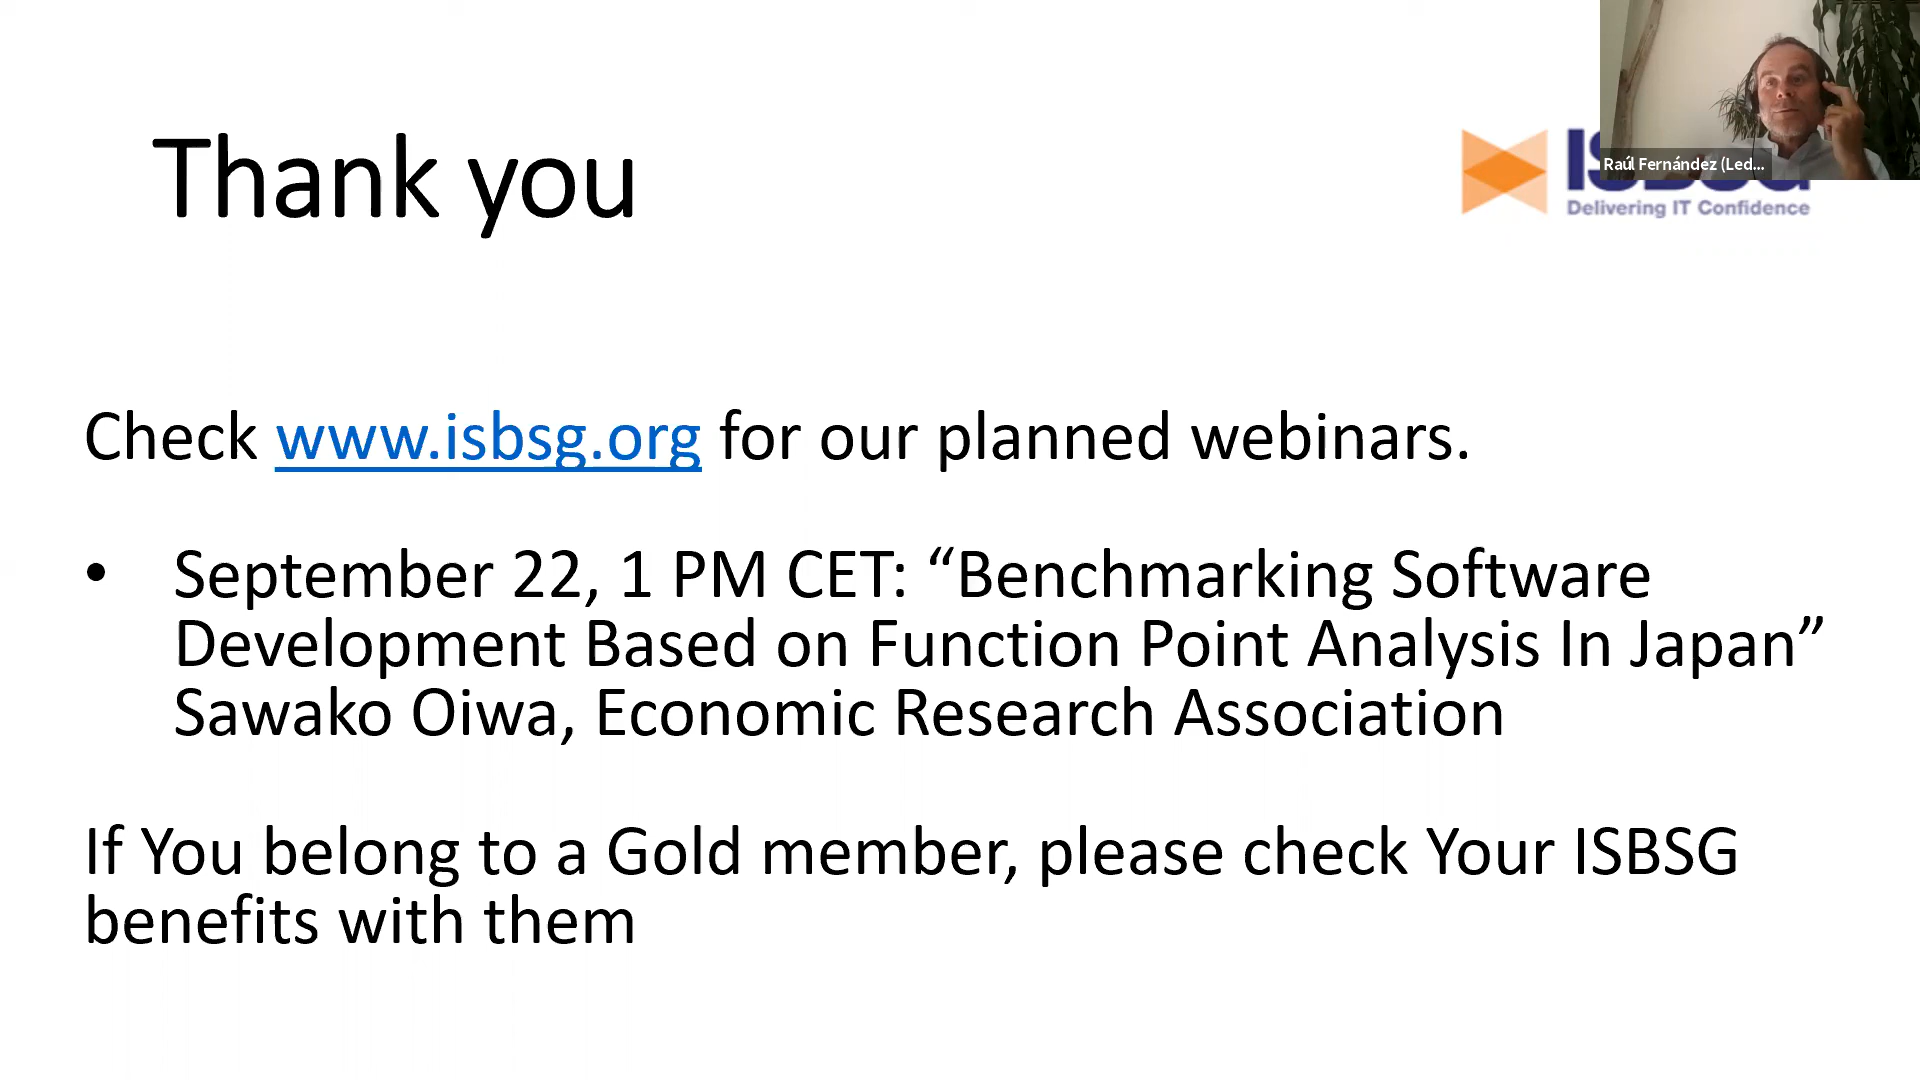 Thank you
Raúl Fernández (Led...
Delivering IT Confidence
Check www.isbsg.org for our planned webinars.
• September 22, 1 PM CET: “Benchmarking Software
Development Based on Function Point Analysis In Japan”
Sawako Oiwa, Economic Research Association
If You belong to a Gold member, please check Your ISBSG
benefits with them